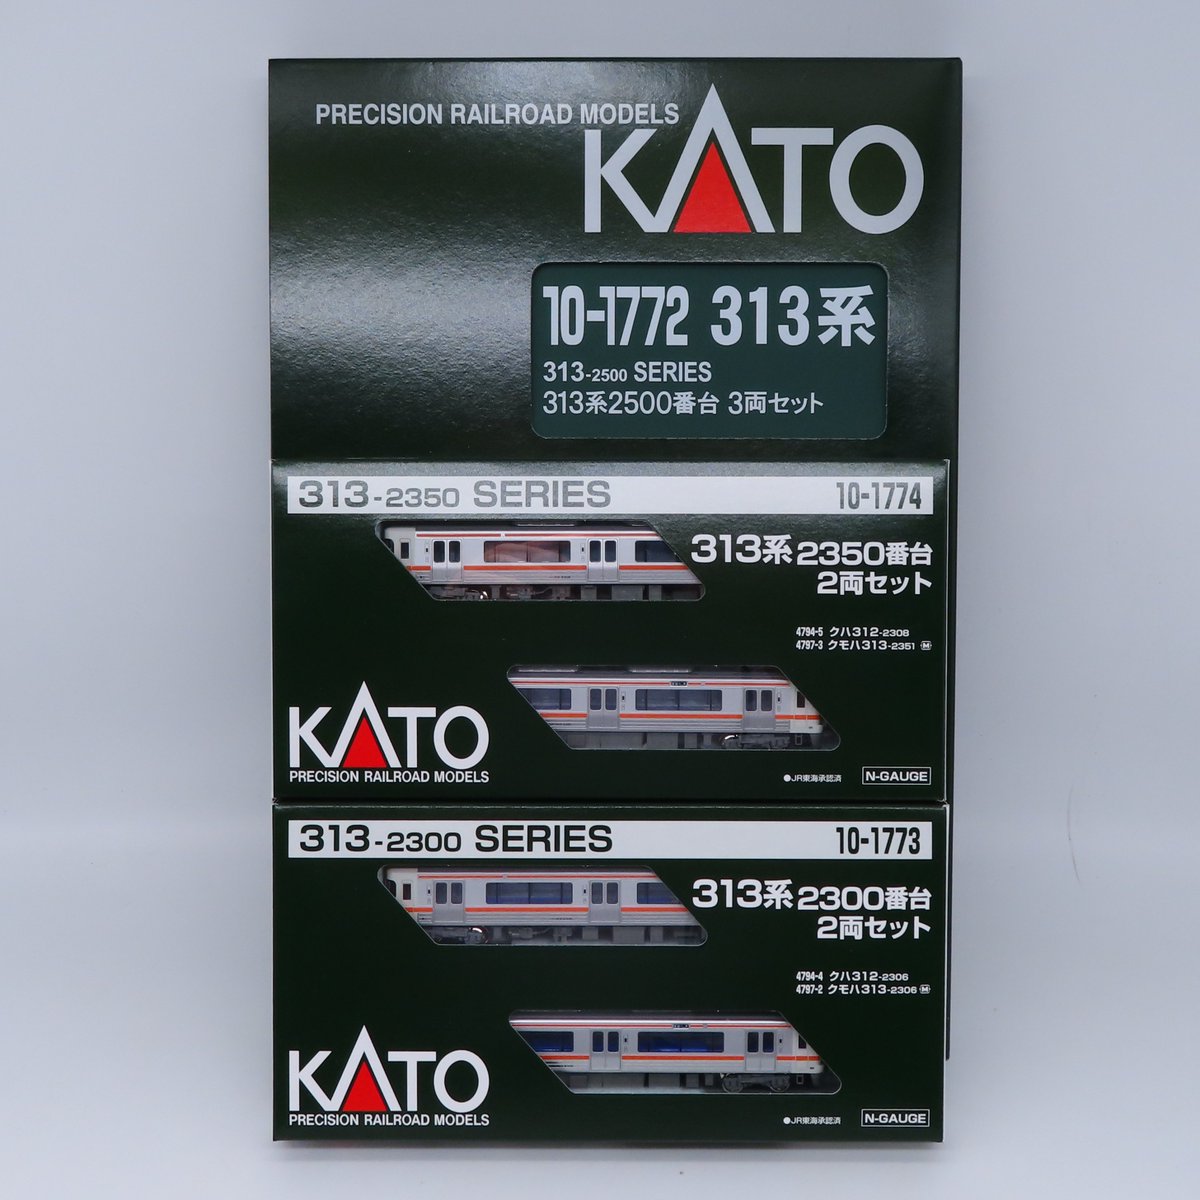 PRECISION RAILROAD MODELS
KATO
10-1772 313系
313-2500 SERIES
313系2500番台 3両セット
313-2350 SERIES 10-1774
313系2350番台
2両セット
4794-5 クハ312-2308
4797-3 クモハ313-2351 M
KATO
PRECISION RAILROAD MODELS
●JR東海承認済 N-GAUGE
313-2300 SERIES 10-1773
313系2300番台
2両セット
4794-4 クハ312-2306
4797-2 クモハ313-2306 M
KATO
PRECISION RAILROAD MODELS
●JR東海承認済 N-GAUGE